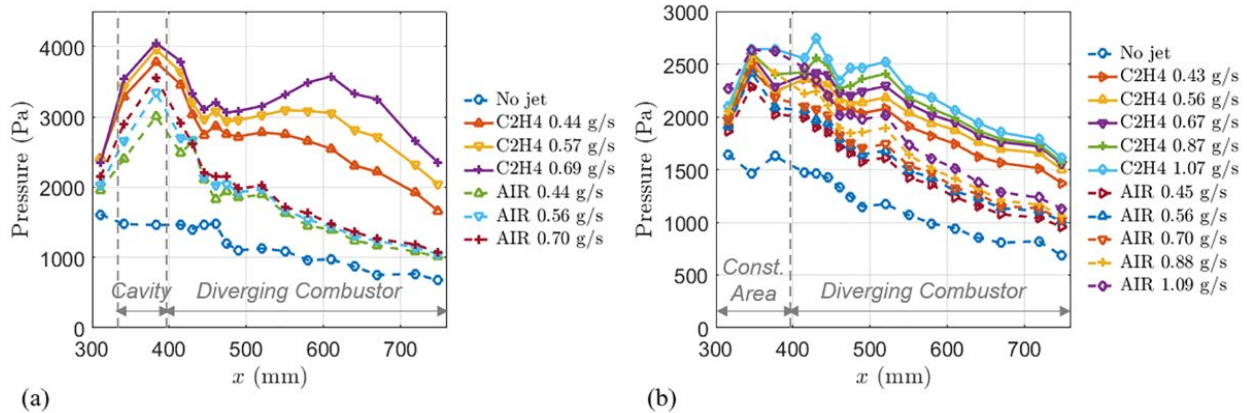 4000
3000
2000
1000
0
Pressure (Pa)
Cavity
Diverging Combustor
300
400
500
600
700
x (mm)
No jet
C2H4 0.44 g/s
C2H4 0.57 g/s
C2H4 0.69 g/s
AIR 0.44 g/s
AIR 0.56 g/s
AIR 0.70 g/s
(a)
3000
2500
2000
1500
1000
500
0
Pressure (Pa)
Const.
Area
Diverging Combustor
300
400
500
600
700
x (mm)
No jet
C2H4 0.43 g/s
C2H4 0.56 g/s
C2H4 0.67 g/s
C2H4 0.87 g/s
C2H4 1.07 g/s
AIR 0.45 g/s
AIR 0.56 g/s
AIR 0.70 g/s
AIR 0.88 g/s
AIR 1.09 g/s
(b)